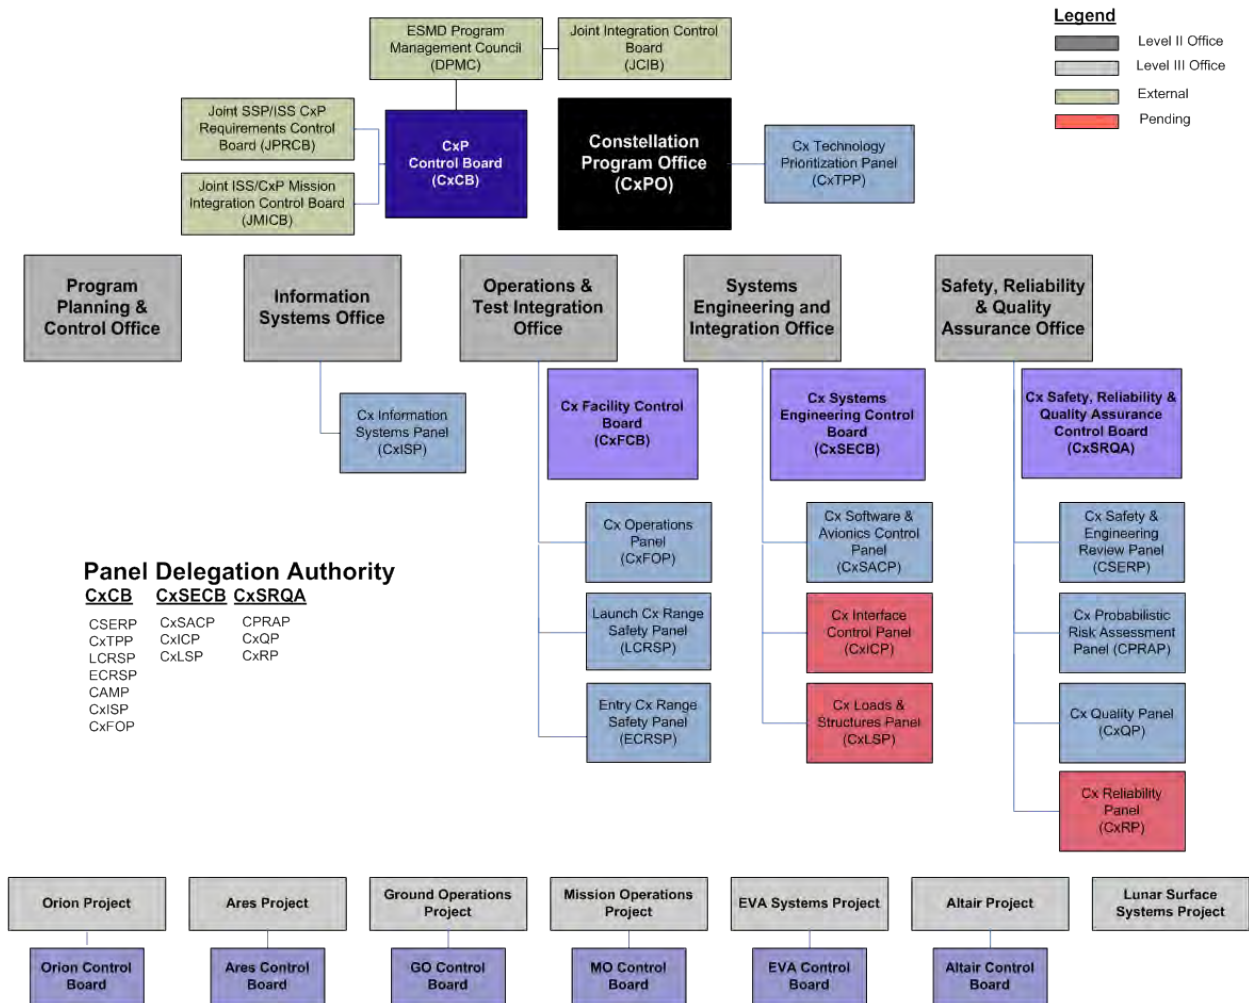 Legend
Level II Office
Level III Office
External
Pending
ESMD Program
Management Council
(DPMC)
Joint Integration Control
Board
(JCIB)
Joint SSP/ISS CxP
Requirements Control
Board (JPRCB)
Joint ISS/CxP Mission
Integration Control Board
(JMICB)
CxP
Control Board
(CxCB)
Constellation
Program Office
(CxPO)
Cx Technology
Prioritization Panel
(CxTPP)
Program
Planning &
Control Office
Information
Systems Office
Operations &
Test Integration
Office
Systems
Engineering and
Integration Office
Safety, Reliability
& Quality
Assurance Office
Cx Information
Systems Panel
(CxISP)
Cx Facility Control
Board
(CxFCB)
Cx Systems
Engineering Control
Board
(CxSECB)
Cx Safety, Reliability &
Quality Assurance
Control Board
(CxSRQA)
Cx Operations
Panel
(CxFOP)
Cx Software &
Avionics Control
Panel
(CxSACP)
Cx Safety &
Engineering
Review Panel
(CSERP)
Launch Cx Range
Safety Panel
(LCRSP)
Cx Interface
Control Panel
(CxICP)
Cx Probabilistic
Risk Assessment
Panel (CPRAP)
Entry Cx Range
Safety Panel
(ECRSP)
Cx Loads &
Structures Panel
(CxLSP)
Cx Quality Panel
(CxQP)
Cx Reliability
Panel
(CxRP)
Panel Delegation Authority
CxCB
CSERP
CxTPP
LCRSP
ECRSP
CAMP
CxISP
CxFOP
CxSECB
CxSACP
CxICP
CxLSP
CxSRQA
CPRAP
CxQP
CxRP
Orion Project
Ares Project
Ground Operations
Project
Mission Operations
Project
EVA Systems Project
Altair Project
Lunar Surface
Systems Project
Orion Control
Board
Ares Control
Board
GO Control
Board
MO Control
Board
EVA Control
Board
Altair Control
Board